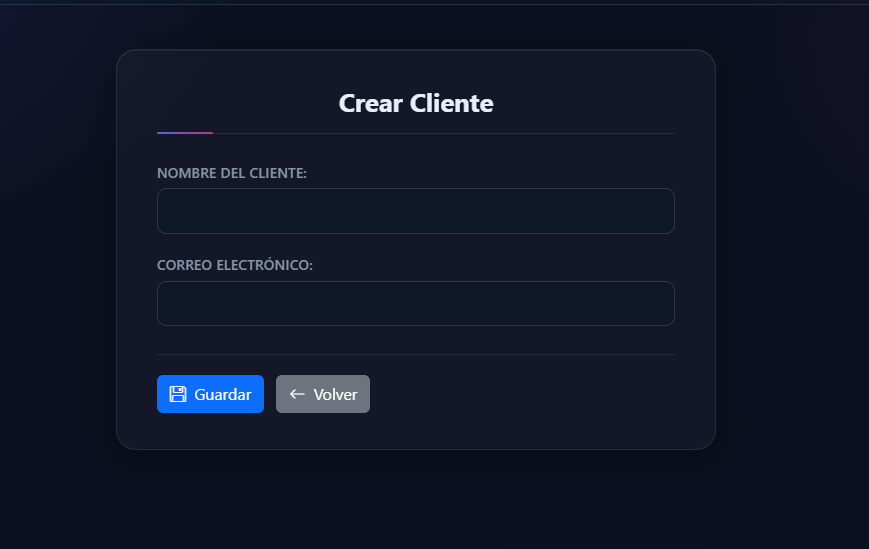 Crear Cliente
NOMBRE DEL CLIENTE:
CORREO ELECTRÓNICO:
Guardar
Volver